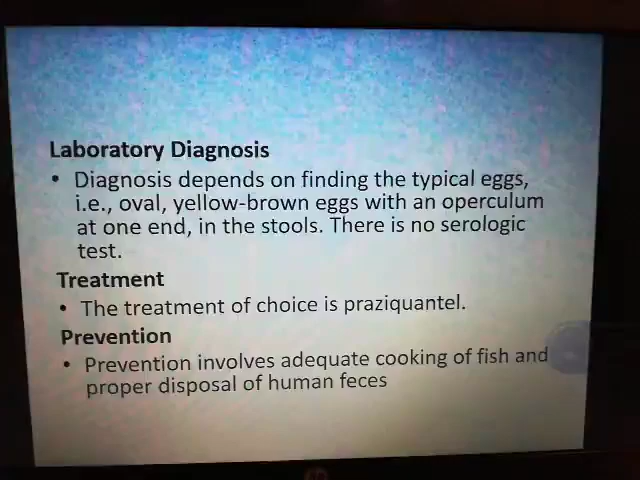 Laboratory Diagnosis
• Diagnosis depends on finding the typical eggs,
i.e., oval, yellow-brown eggs with an operculum
at one end, in the stools. There is no serologic
test.
Treatment
• The treatment of choice is praziquantel.
Prevention
• Prevention involves adequate cooking of fish and
proper disposal of human feces